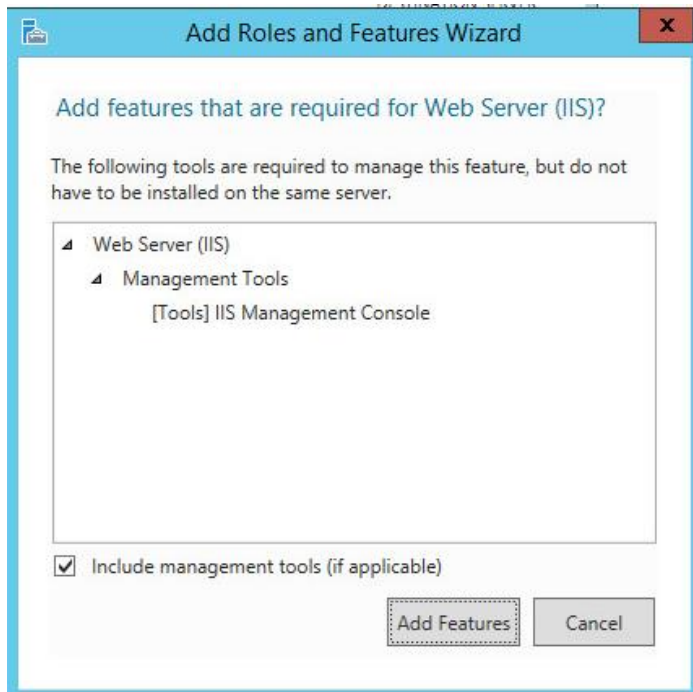 Add Roles and Features Wizard
x
Add features that are required for Web Server (IIS)?
The following tools are required to manage this feature, but do not
have to be installed on the same server.
Web Server (IIS)
Management Tools
[Tools] IIS Management Console
Include management tools (if applicable)
Add Features
Cancel